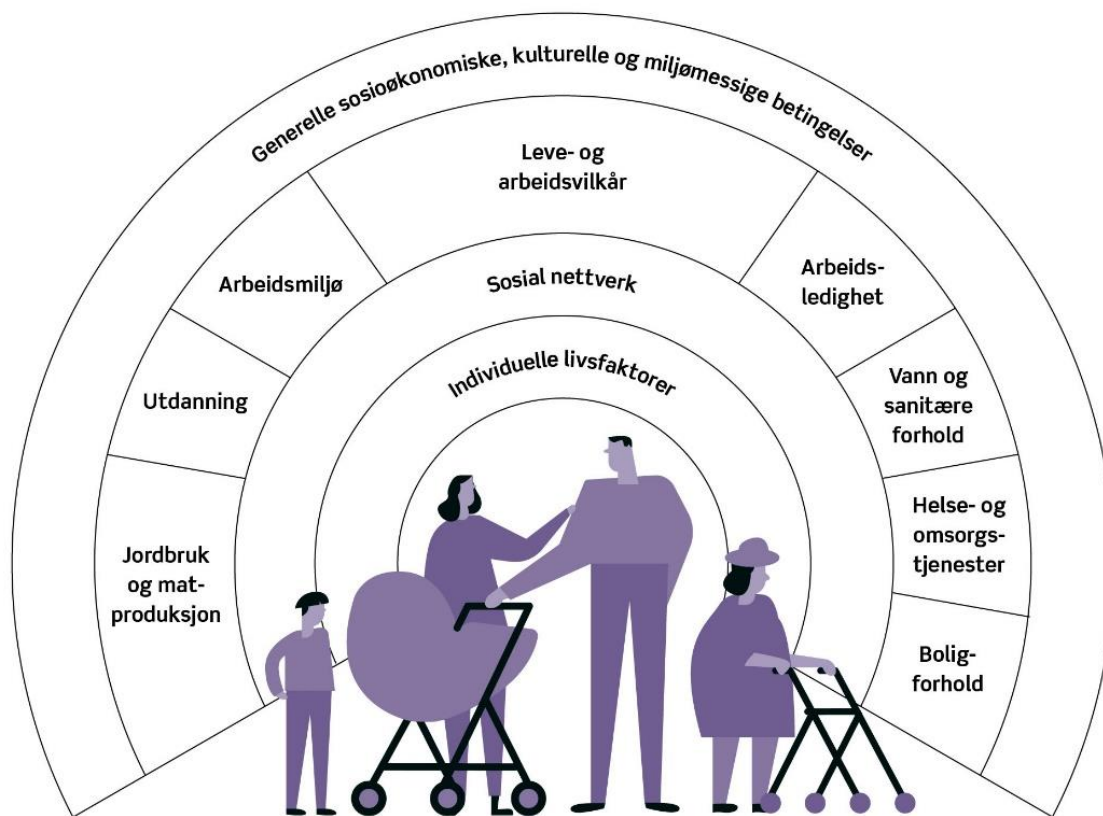 Generelle sosioøkonomiske, kulturelle og miljømessige betingelser
Leve- og
arbeidsvilkår
Arbeidsmiljø
Sosial nettverk
Arbeids-
ledighet
Individuelle livsfaktorer
Utdanning
Vann og
sanitære
forhold
Jordbruk
og mat-
produksjon
Helse- og
omsorgs-
tjenester
Bolig-
forhold